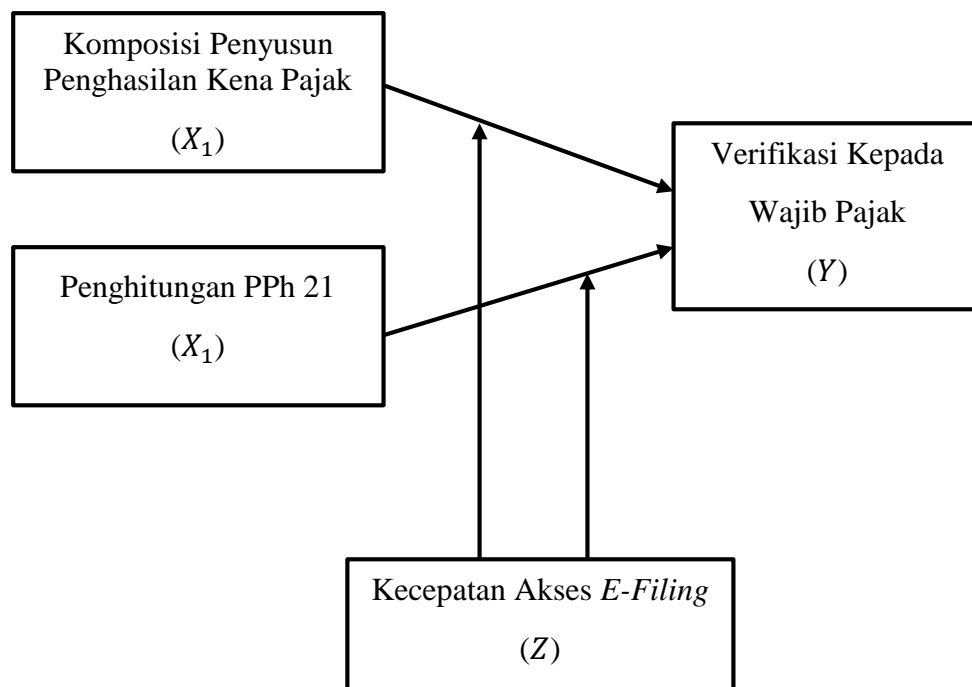 Komposisi Penyusun
Penghasilan Kena Pajak
(X₁)
Verifikasi Kepada
Wajib Pajak
(Y)
Penghitungan PPh 21
(X₁)
Kecepatan Akses E-Filing
(Z)